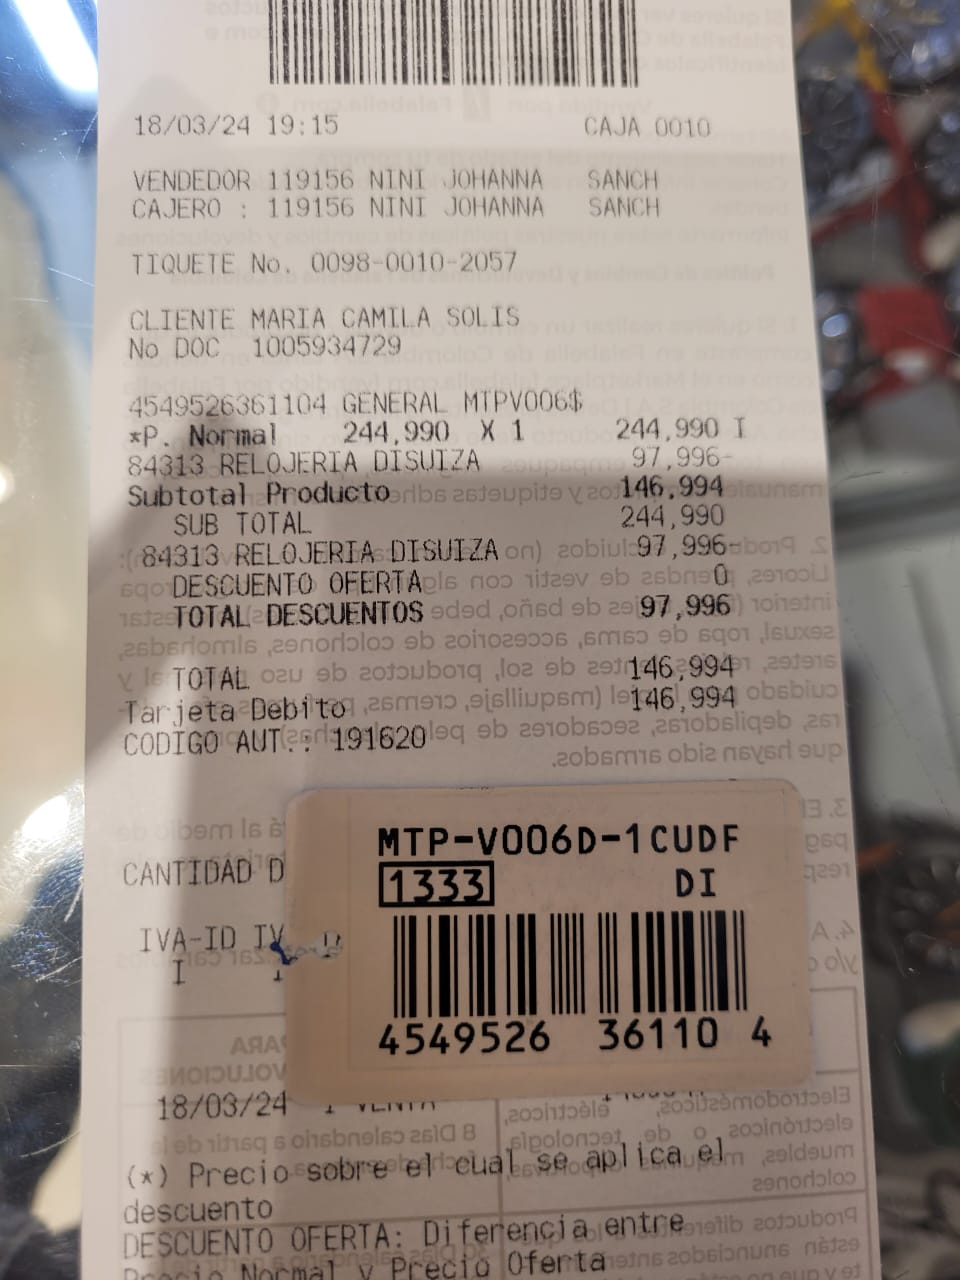 18/03/24 19:15 CAJA 0010
VENDEDOR 119156 NINI JOHANNA SANCH
CAJERO : 119156 NINI JOHANNA SANCH
TIQUETE No. 0098-0010-2057
CLIENTE MARIA CAMILA SOLIS
No DOC 1005934729
4549526361104 GENERAL MTPV006$
*P. Normal 244,990 X 1 244,990 I
84313 RELOJERIA DISUIZA 97,996-
Subtotal Producto 146,994
SUB TOTAL 244,990
84313 RELOJERIA DISUIZA 97,996-
DESCUENTO OFERTA 0
TOTAL DESCUENTOS 97,996
TOTAL 146,994
Tarjeta Debito 146,994
CODIGO AUT.: 191620
MTP-V006D-1CUDF
1333 DI
4549526 36110 4
CANTIDAD D
IVA-ID IV
I
18/03/24 1 VENTA
(*) Precio sobre el cual se aplica el
descuento
DESCUENTO OFERTA: Diferencia entre
Precio Normal y Precio Oferta